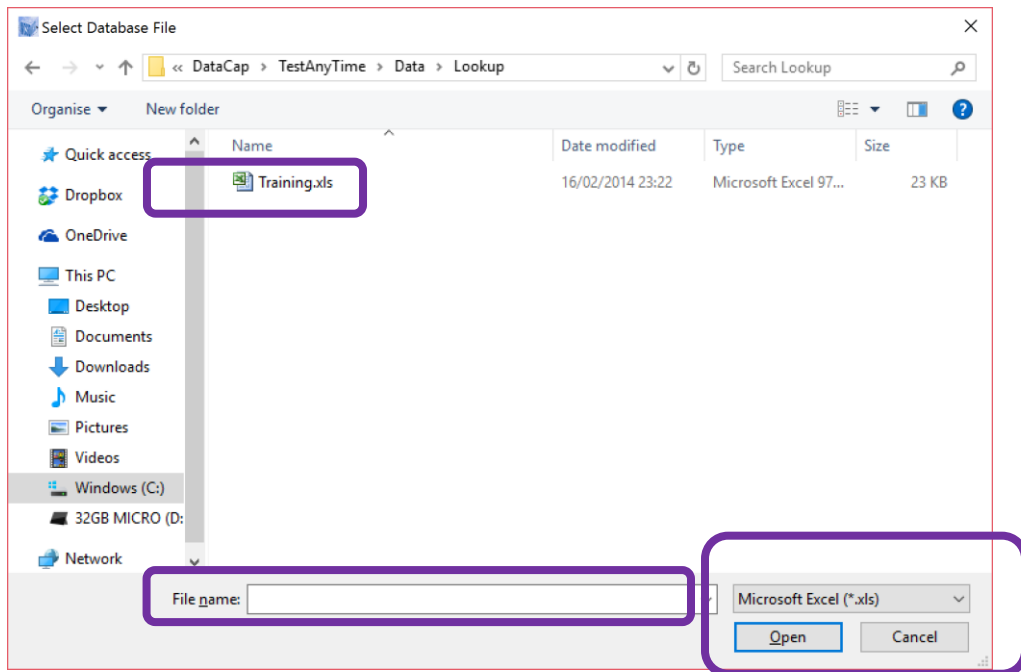 Select Database File
« DataCap > TestAnyTime > Data > Lookup
Search Lookup
Organise
New folder
Name
Date modified
Type
Size
Quick access
Training.xls
16/02/2014 23:22
Microsoft Excel 97...
23 KB
Dropbox
OneDrive
This PC
Desktop
Documents
Downloads
Music
Pictures
Videos
Windows (C:)
32GB MICRO (D:
Network
File name:
Microsoft Excel (*.xls)
Open
Cancel